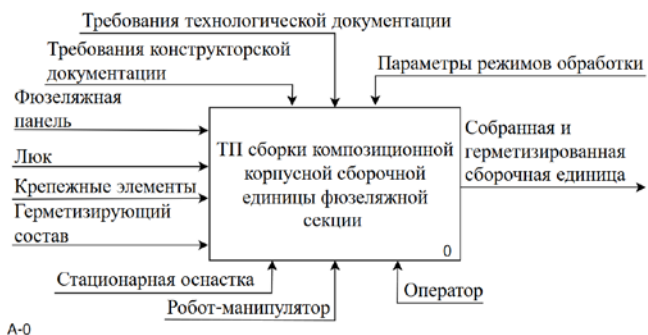 Требования технологической документации
Требования конструкторской
документации
Параметры режимов обработки
Фюзеляжная
панель
Люк
Крепежные элементы
Герметизирующий
состав
ТП сборки композиционной
корпусной сборочной
единицы фюзеляжной
секции
0
Собранная и
герметизированная
сборочная единица
Стационарная оснастка
Робот-манипулятор
Оператор
A-0